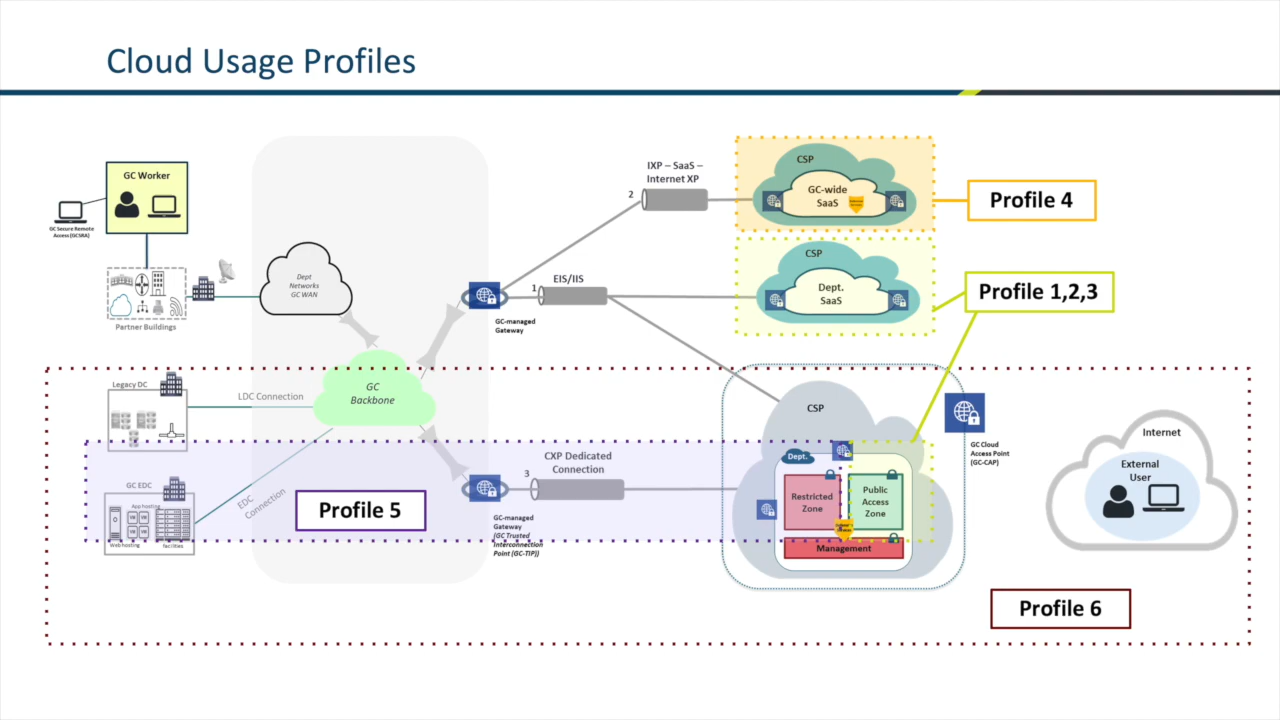 Cloud Usage Profiles
GC Worker
GC Secure Remote
Access (GCSRA)
Partner Buildings
Dept
Networks
GC WAN
GC-managed
Gateway
1
EIS/IIS
2
IXP – SaaS –
Internet XP
CSP
GC-wide
SaaS
Profile 4
CSP
Dept.
SaaS
Profile 1,2,3
Legacy DC
LDC Connection
GC
Backbone
GC EDC
App hosting
VM
VM
VM
VM
Web hosting
facilities
EDC
Connection
Profile 5
GC-managed
Gateway
(GC Trusted
Interconnection
Point (GC-TIP))
3
CXP Dedicated
Connection
CSP
Dept.
Restricted
Zone
Public
Access
Zone
Management
GC Cloud
Access Point
(GC-CAP)
Internet
External
User
Profile 6